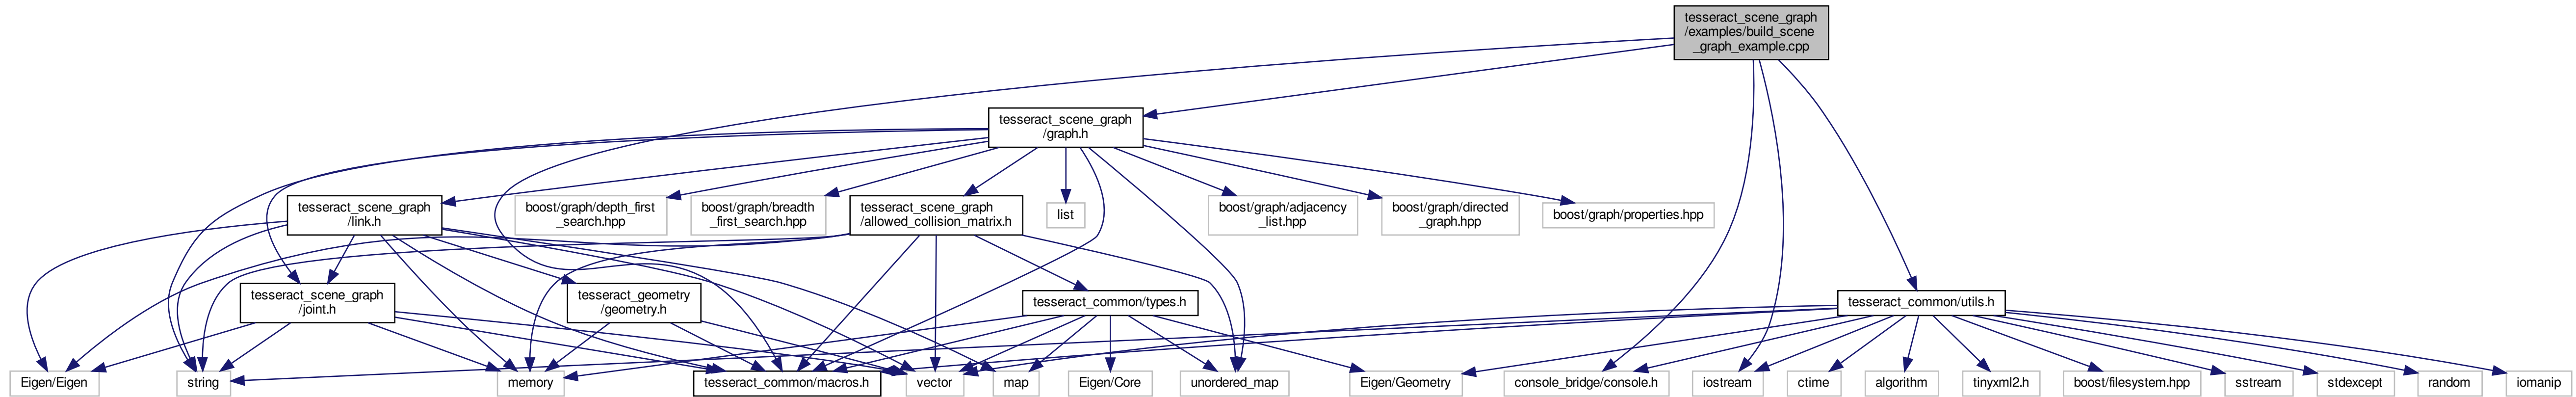 tesseract_scene_graph
/examples/build_scene
_graph_example.cpp
tesseract_scene_graph
/graph.h
tesseract_scene_graph
/link.h
boost/graph/depth_first
_search.hpp
boost/graph/breadth
_first_search.hpp
tesseract_scene_graph
/allowed_collision_matrix.h
list
boost/graph/adjacency
_list.hpp
boost/graph/directed
_graph.hpp
boost/graph/properties.hpp
tesseract_scene_graph
/joint.h
tesseract_geometry
/geometry.h
tesseract_common/types.h
tesseract_common/utils.h
Eigen/Eigen
string
memory
tesseract_common/macros.h
vector
map
Eigen/Core
unordered_map
Eigen/Geometry
console_bridge/console.h
iostream
ctime
algorithm
tinyxml2.h
boost/filesystem.hpp
sstream
stdexcept
random
iomanip